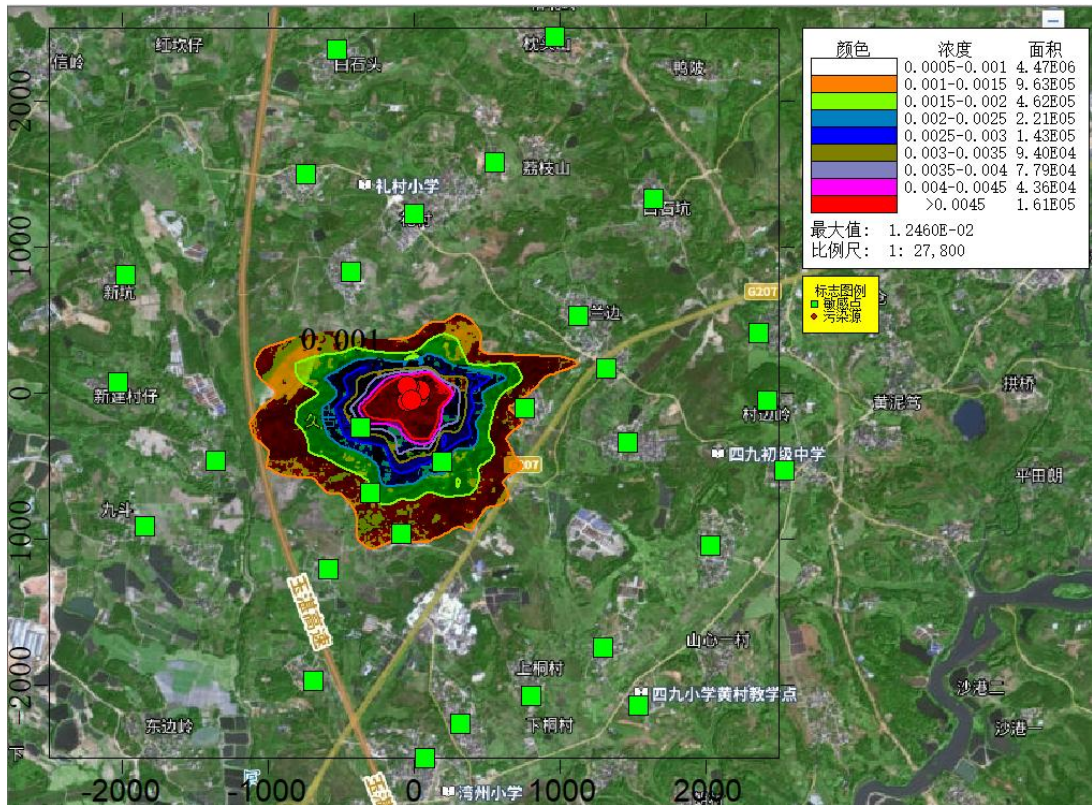 红坎仔
枕头山
信岭
白石头
鸭陂
颜色 浓度 面积
0.0005-0.001 4.47E06
0.001-0.0015 9.63E05
0.0015-0.002 4.62E05
0.002-0.0025 2.21E05
0.0025-0.003 1.43E05
0.003-0.0035 9.40E04
0.0035-0.004 7.79E04
0.004-0.0045 4.36E04
>0.0045 1.61E05
最大值: 1.2460E-02
比例尺: 1: 27,800
2000
荔枝山
礼村小学
白石坑
1000
新坑
G207
标志图例
敏感点
污染源
兰边
0.001
0
新建村仔
拱桥
黄泥笃
村边岭
四九初级中学
G207
平田朗
九斗
-1000
玉湛高速
山心一村
上桐村
四九小学黄村教学点
沙港二
-2000
东边岭
下桐村
沙港一
湾州小学
-2000 -1000 0 1000 2000